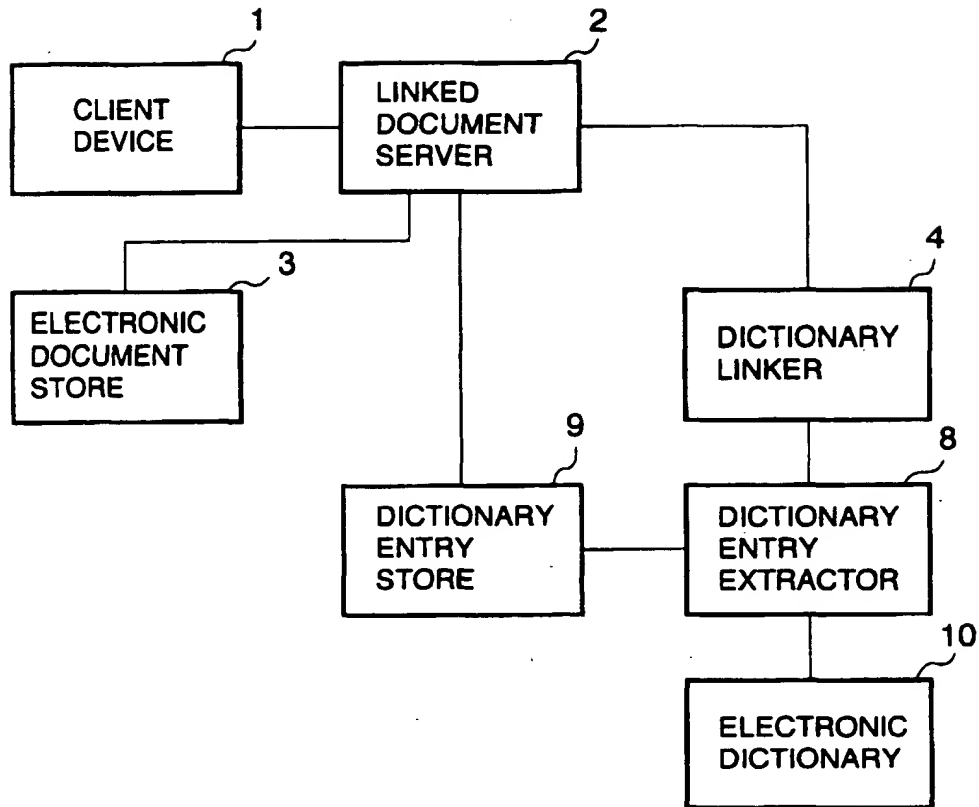 1
2
CLIENT
DEVICE
LINKED
DOCUMENT
SERVER
3
4
ELECTRONIC
DOCUMENT
STORE
DICTIONARY
LINKER
9
8
DICTIONARY
ENTRY
STORE
DICTIONARY
ENTRY
EXTRACTOR
10
ELECTRONIC
DICTIONARY